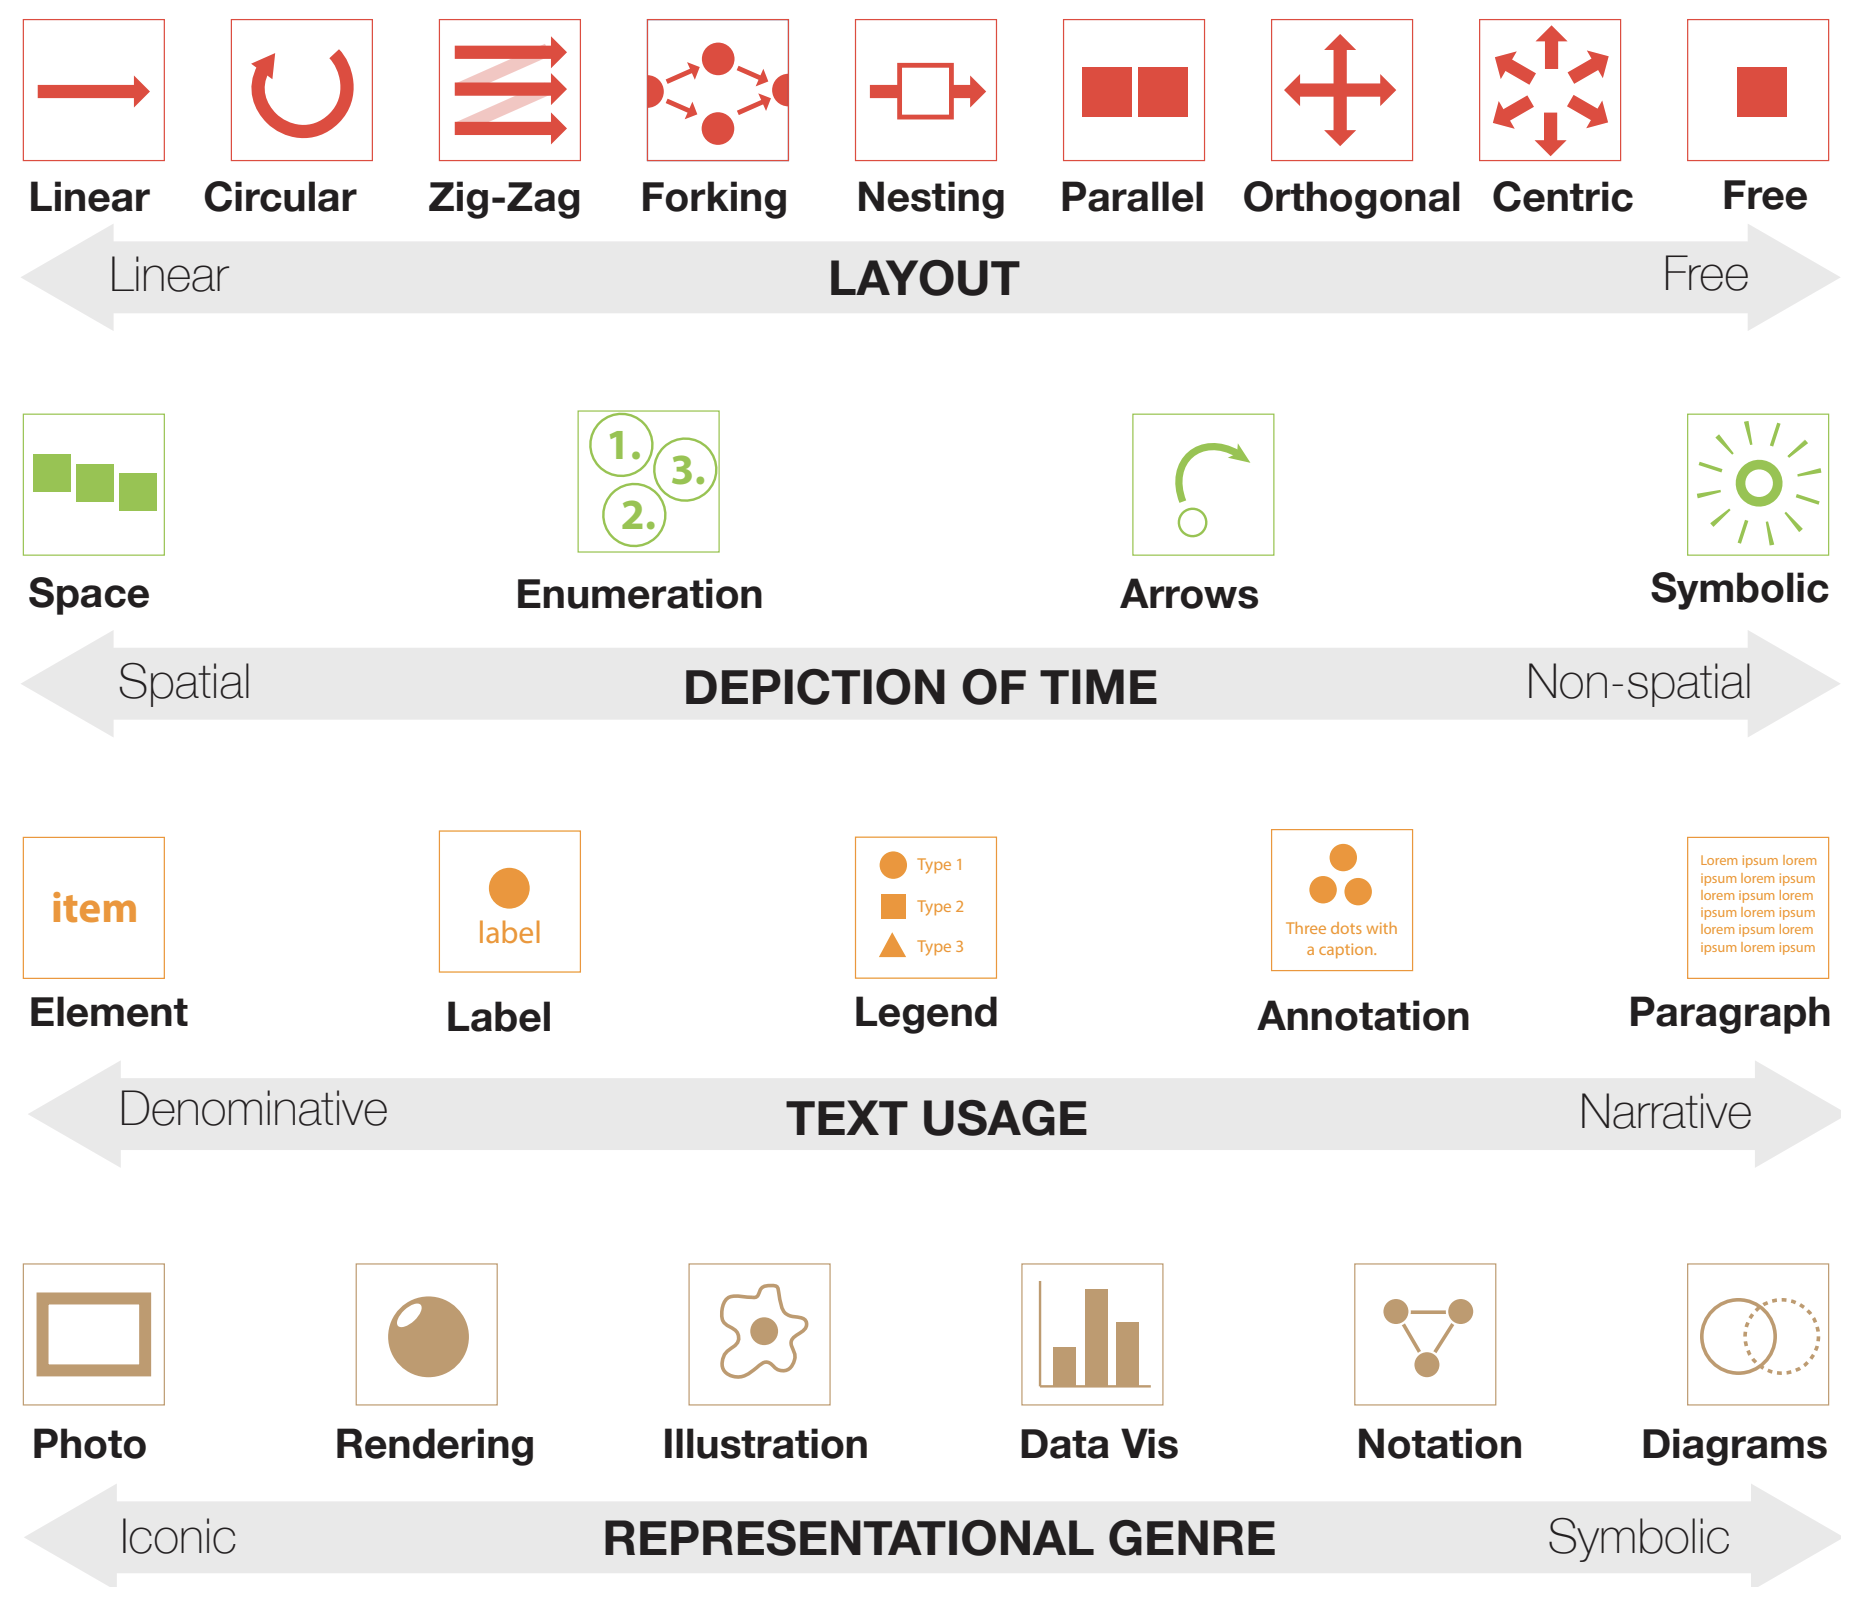 Linear
Circular
Zig-Zag
Forking
Nesting
Parallel
Orthogonal
Centric
Free
Linear
LAYOUT
Free
1.
3.
2.
Space
Enumeration
Arrows
Symbolic
Spatial
DEPICTION OF TIME
Non-spatial
item
label
Type 1
Type 2
Type 3
Three dots with
a caption.
Lorem ipsum lorem
ipsum lorem ipsum
lorem ipsum lorem
ipsum lorem ipsum
lorem ipsum lorem
ipsum lorem ipsum
Element
Label
Legend
Annotation
Paragraph
Denominative
TEXT USAGE
Narrative
Photo
Rendering
Illustration
Data Vis
Notation
Diagrams
Iconic
REPRESENTATIONAL GENRE
Symbolic